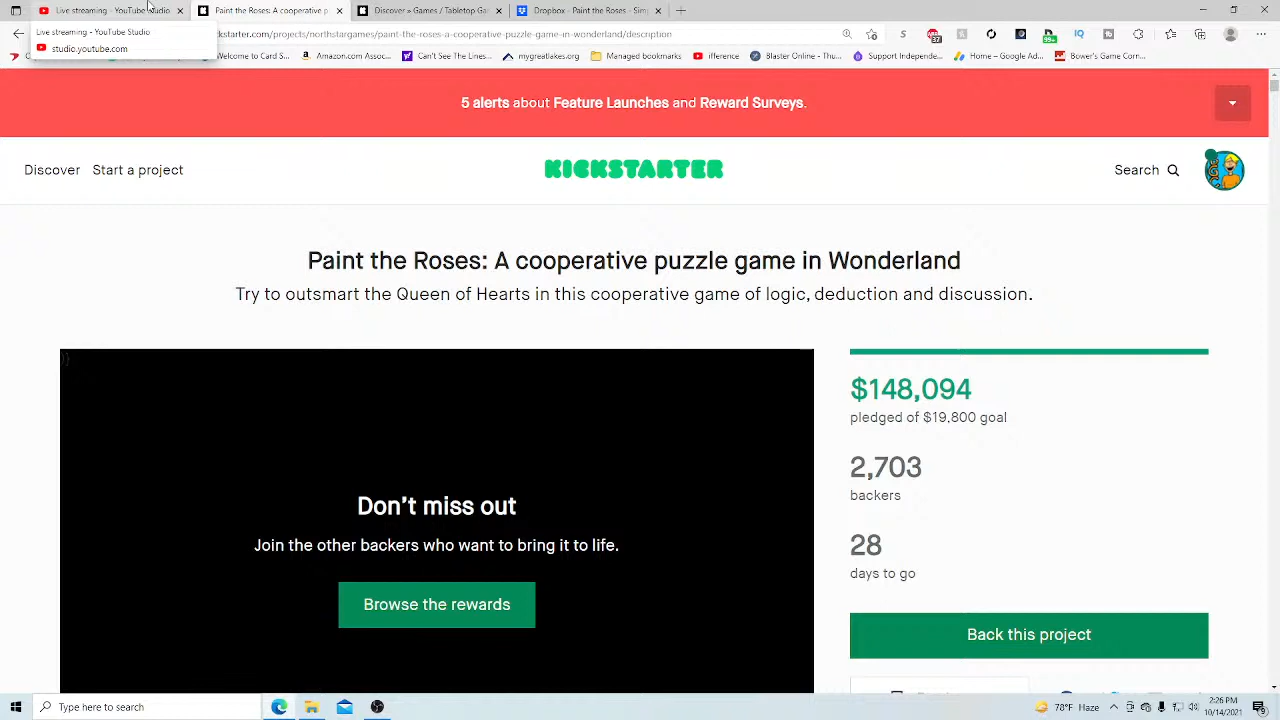 Live streaming - YouTube Studio
Paint the Roses: A cooperative p
Discover » Games / Tabletop Ga
Dropbox - Paint the Roses - Sim
Live streaming - YouTube Studio
studio.youtube.com
kstarter.com/projects/northstargames/paint-the-roses-a-cooperative-puzzle-game-in-wonderland/description
Welcome to Card S...
Amazon.com Assoc...
Can't See The Lines...
mygreatlakes.org
Managed bookmarks
ifference
Blaster Online - Thu...
Support Independe...
Home – Google Ad...
Bower's Game Corn...
5 alerts about Feature Launches and Reward Surveys.
Discover
Start a project
KICKSTARTER
Search
Paint the Roses: A cooperative puzzle game in Wonderland
Try to outsmart the Queen of Hearts in this cooperative game of logic, deduction and discussion.
$148,094
pledged of $19,800 goal
2,703
backers
28
days to go
Don't miss out
Join the other backers who want to bring it to life.
Browse the rewards
Back this project
Type here to search
78°F Haze
2:26 PM
10/14/2021